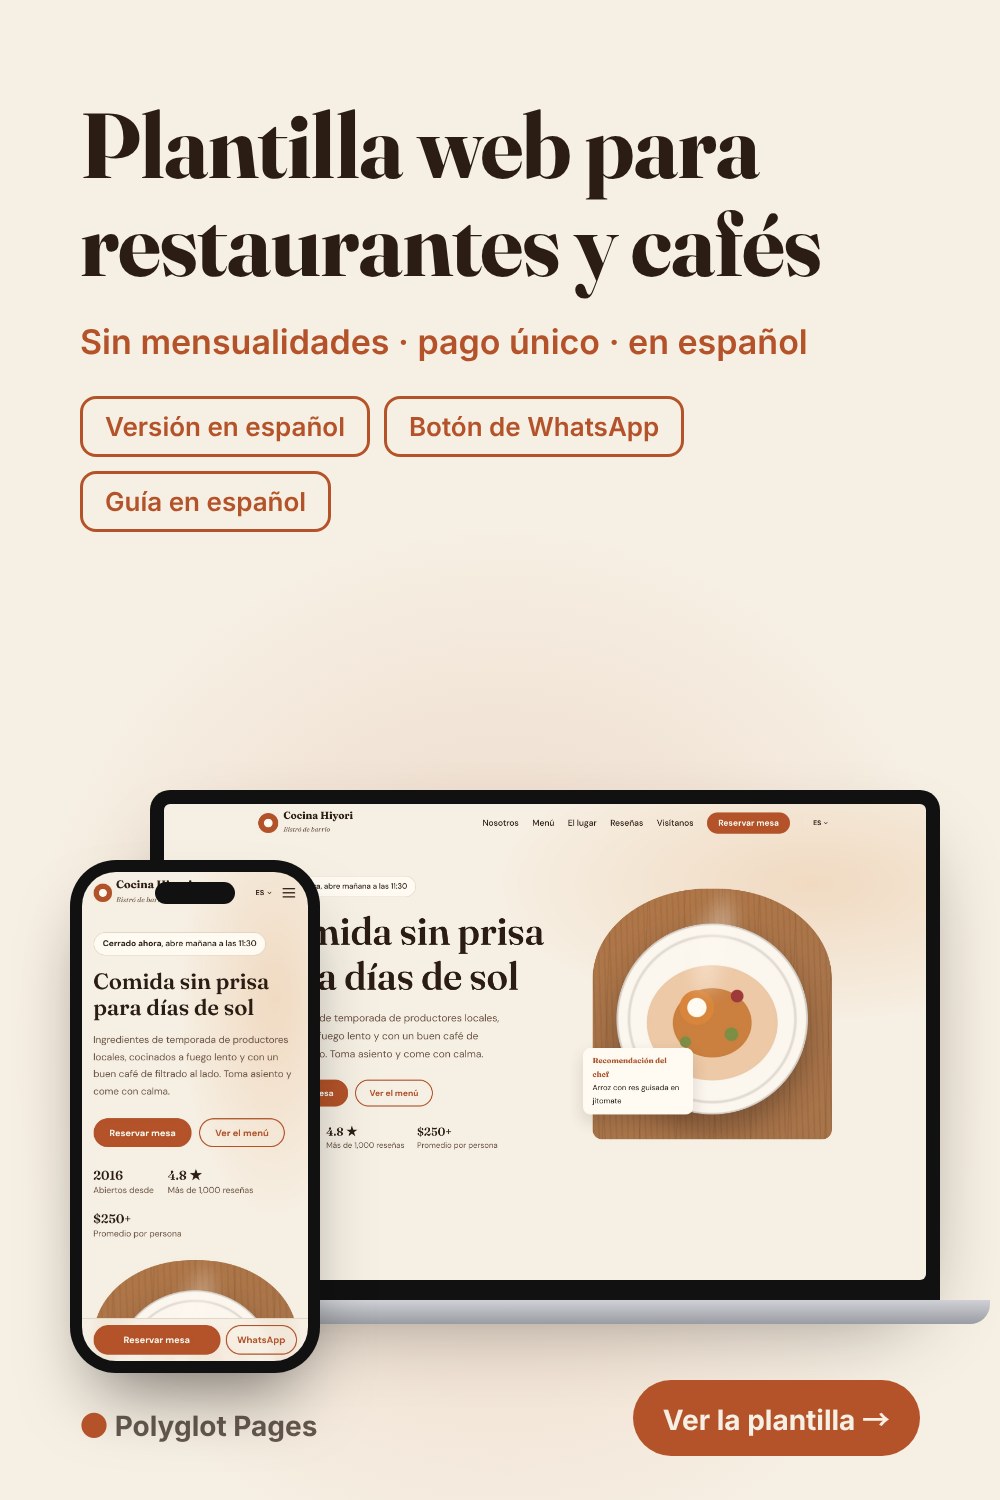 Plantilla web para
restaurantes y cafés
Sin mensualidades · pago único · en español
Versión en español
Botón de WhatsApp
Guía en español
Cocina Hiyori
Bistró de barrio
Nosotros Menú El lugar Reseñas Visítanos Reservar mesa ES
, abre mañana a las 11:30
sin prisa
días de sol
de temporada de productores locales,
fuego lento y con un buen café de
Toma asiento y come con calma.
Ver el menú
4.8 ★
Más de 1,000 reseñas
$250+
Promedio por persona
Recomendación del
chef
Arroz con res guisada en
jitomate
Cocina
Bistró de
ES
Cerrado ahora, abre mañana a las 11:30
Comida sin prisa
para días de sol
Ingredientes de temporada de productores
locales, cocinados a fuego lento y con un
buen café de filtrado al lado. Toma asiento y
come con calma.
Reservar mesa
Ver el menú
2016
Abiertos desde
4.8 ★
Más de 1,000 reseñas
$250+
Promedio por persona
Reservar mesa
WhatsApp
Polyglot Pages
Ver la plantilla →